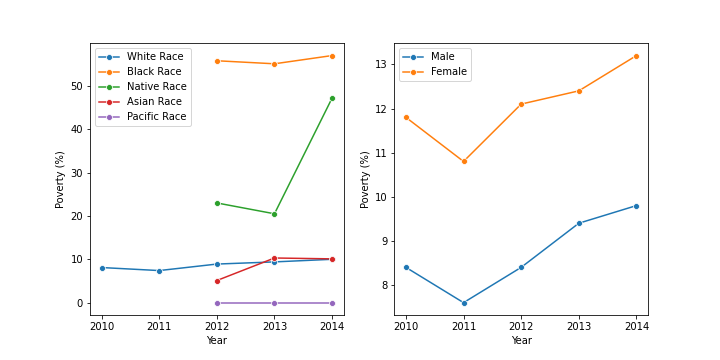 White Race
Black Race
Native Race
Asian Race
Pacific Race
50
40
30
20
10
0
Poverty (%)
2010 2011 2012 2013 2014
Year
Male
Female
13
12
11
10
9
8
Poverty (%)
2010 2011 2012 2013 2014
Year